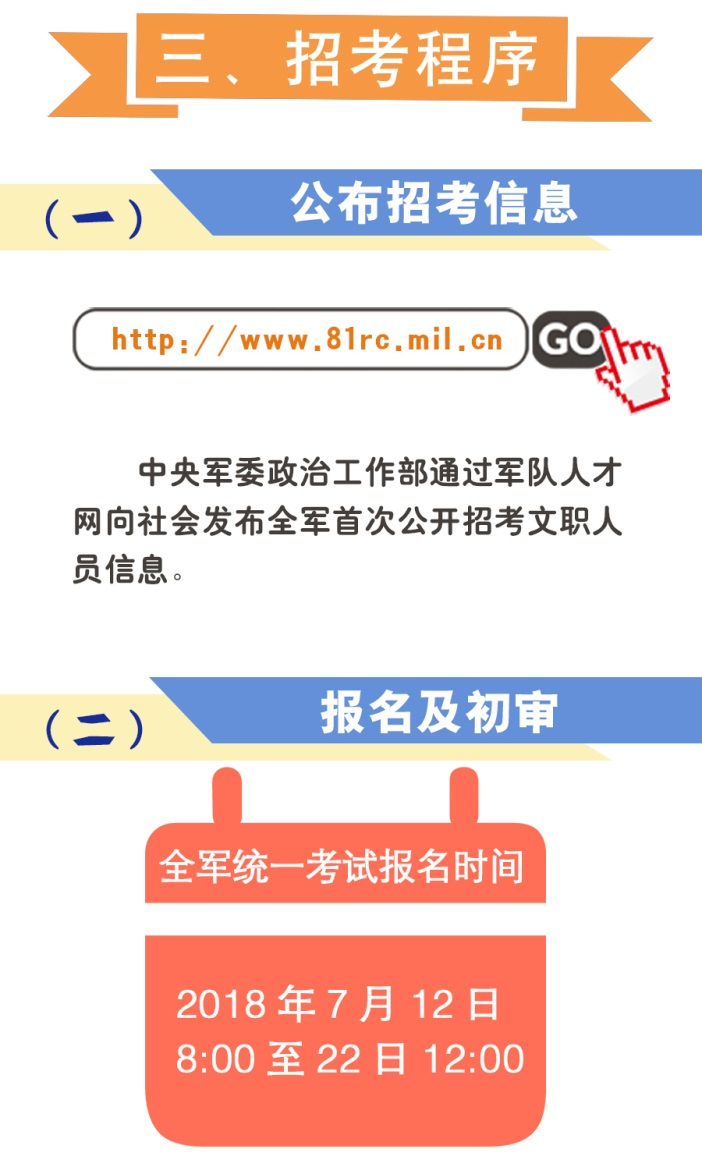 三、招考程序
（一）
公布招考信息
http://www.81rc.mil.cn
GO
中央军委政治工作部通过军队人才
网向社会发布全军首次公开招考文职人
员信息。
（二）
报名及初审
全军统一考试报名时间
2018 年 7 月 12 日
8:00 至 22 日 12:00